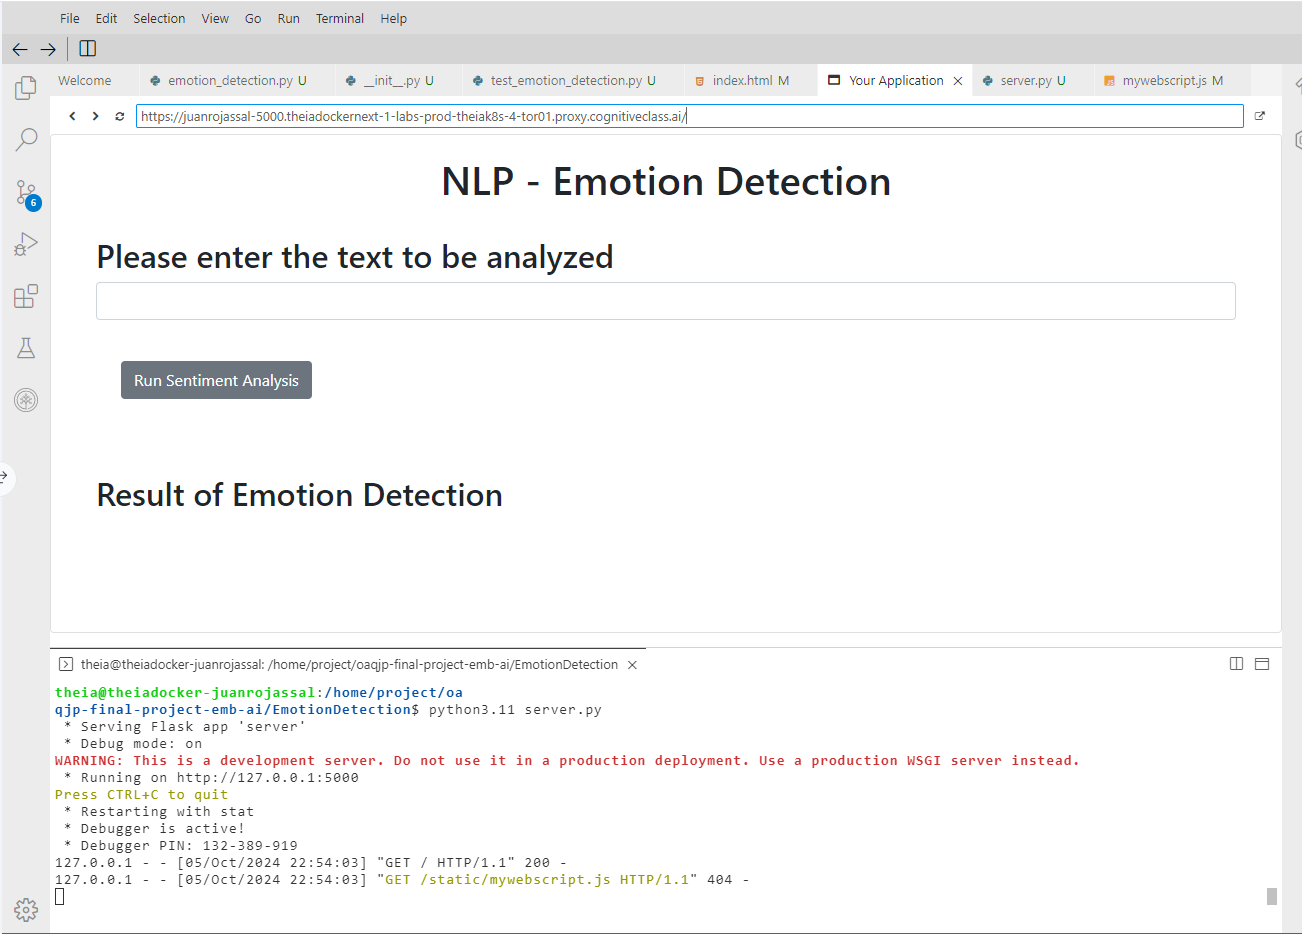 File Edit Selection View Go Run Terminal Help
Welcome emotion_detection.py U __init__.py U test_emotion_detection.py U index.html M Your Application server.py U mywebscript.js M
https://juanrojassal-5000.theiadockernext-1-labs-prod-theiak8s-4-tor01.proxy.cognitiveclass.ai/
NLP - Emotion Detection
6
Please enter the text to be analyzed
Run Sentiment Analysis
Result of Emotion Detection
theia@theiadocker-juanrojassal: /home/project/oaqjp-final-project-emb-ai/EmotionDetection
theia@theiadocker-juanrojassal:/home/project/oa
qjp-final-project-emb-ai/EmotionDetection$ python3.11 server.py
* Serving Flask app 'server'
* Debug mode: on
WARNING: This is a development server. Do not use it in a production deployment. Use a production WSGI server instead.
* Running on http://127.0.0.1:5000
Press CTRL+C to quit
* Restarting with stat
* Debugger is active!
* Debugger PIN: 132-389-919
127.0.0.1 - - [05/Oct/2024 22:54:03] "GET / HTTP/1.1" 200 -
127.0.0.1 - - [05/Oct/2024 22:54:03] "GET /static/mywebscript.js HTTP/1.1" 404 -